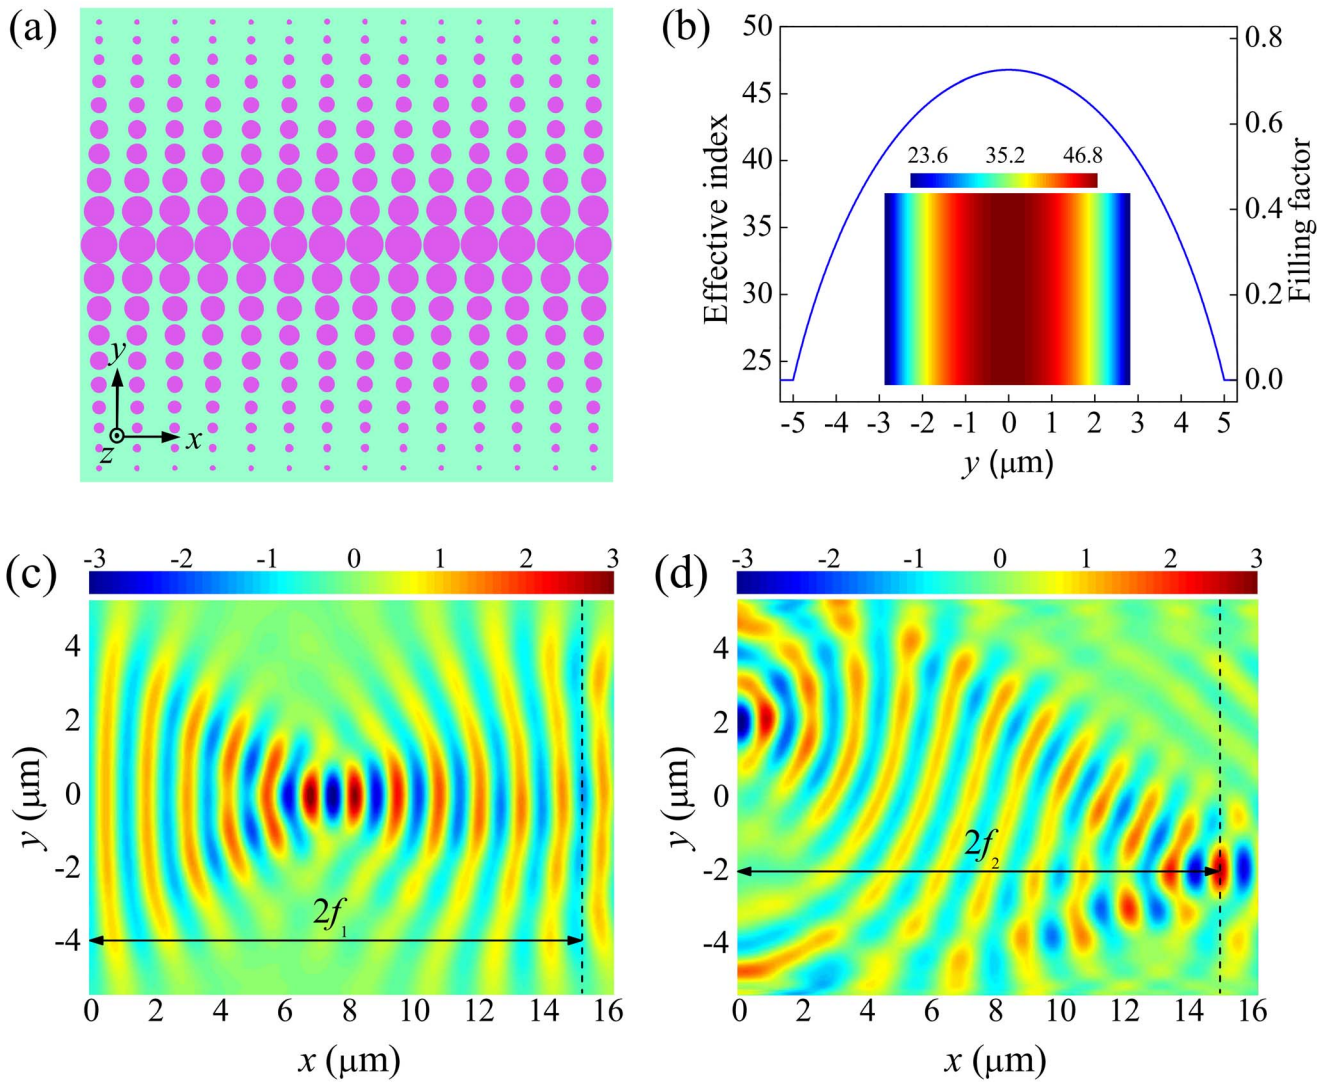 (a)
y
x
z
(b)
50
45
40
35
30
25
Effective index
0.8
0.6
0.4
0.2
0.0
Filling factor
23.6 35.2 46.8
-5 -4 -3 -2 -1 0 1 2 3 4 5
y (μm)
(c)
-3 -2 -1 0 1 2 3
4
2
0
-2
-4
y (μm)
2f1
0 2 4 6 8 10 12 14 16
x (μm)
(d)
-3 -2 -1 0 1 2 3
4
2
0
-2
-4
y (μm)
2f2
0 2 4 6 8 10 12 14 16
x (μm)